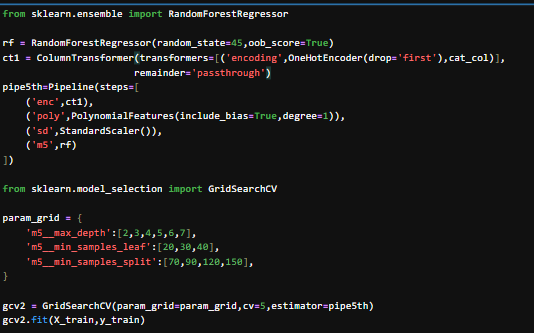 from sklearn.ensemble import RandomForestRegressor
rf = RandomForestRegressor(random_state=45,oob_score=True)
ct1 = ColumnTransformer(transformers=[('encoding',OneHotEncoder(drop='first'),cat_col)],
remainder='passthrough')
pipe5th=Pipeline(steps=[
('enc',ct1),
('poly',PolynomialFeatures(include_bias=True,degree=1)),
('sd',StandardScaler()),
('m5',rf)
])
from sklearn.model_selection import GridSearchCV
param_grid = {
'm5__max_depth':[2,3,4,5,6,7],
'm5__min_samples_leaf':[20,30,40],
'm5__min_samples_split':[70,90,120,150],
}
gcv2 = GridSearchCV(param_grid=param_grid,cv=5,estimator=pipe5th)
gcv2.fit(X_train,y_train)